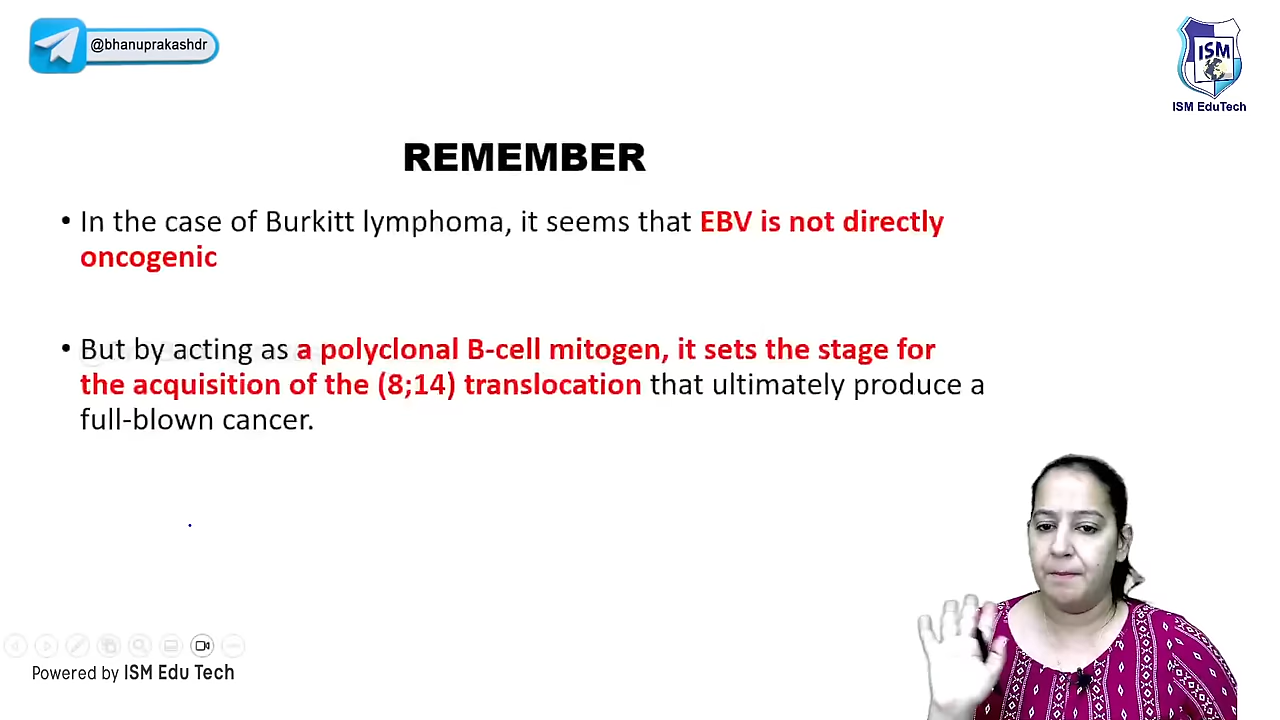 @bhanuprakashdr
ISM
ISM EduTech
REMEMBER
• In the case of Burkitt lymphoma, it seems that EBV is not directly
oncogenic
• But by acting as a polyclonal B-cell mitogen, it sets the stage for
the acquisition of the (8;14) translocation that ultimately produce a
full-blown cancer.
Powered by ISM Edu Tech